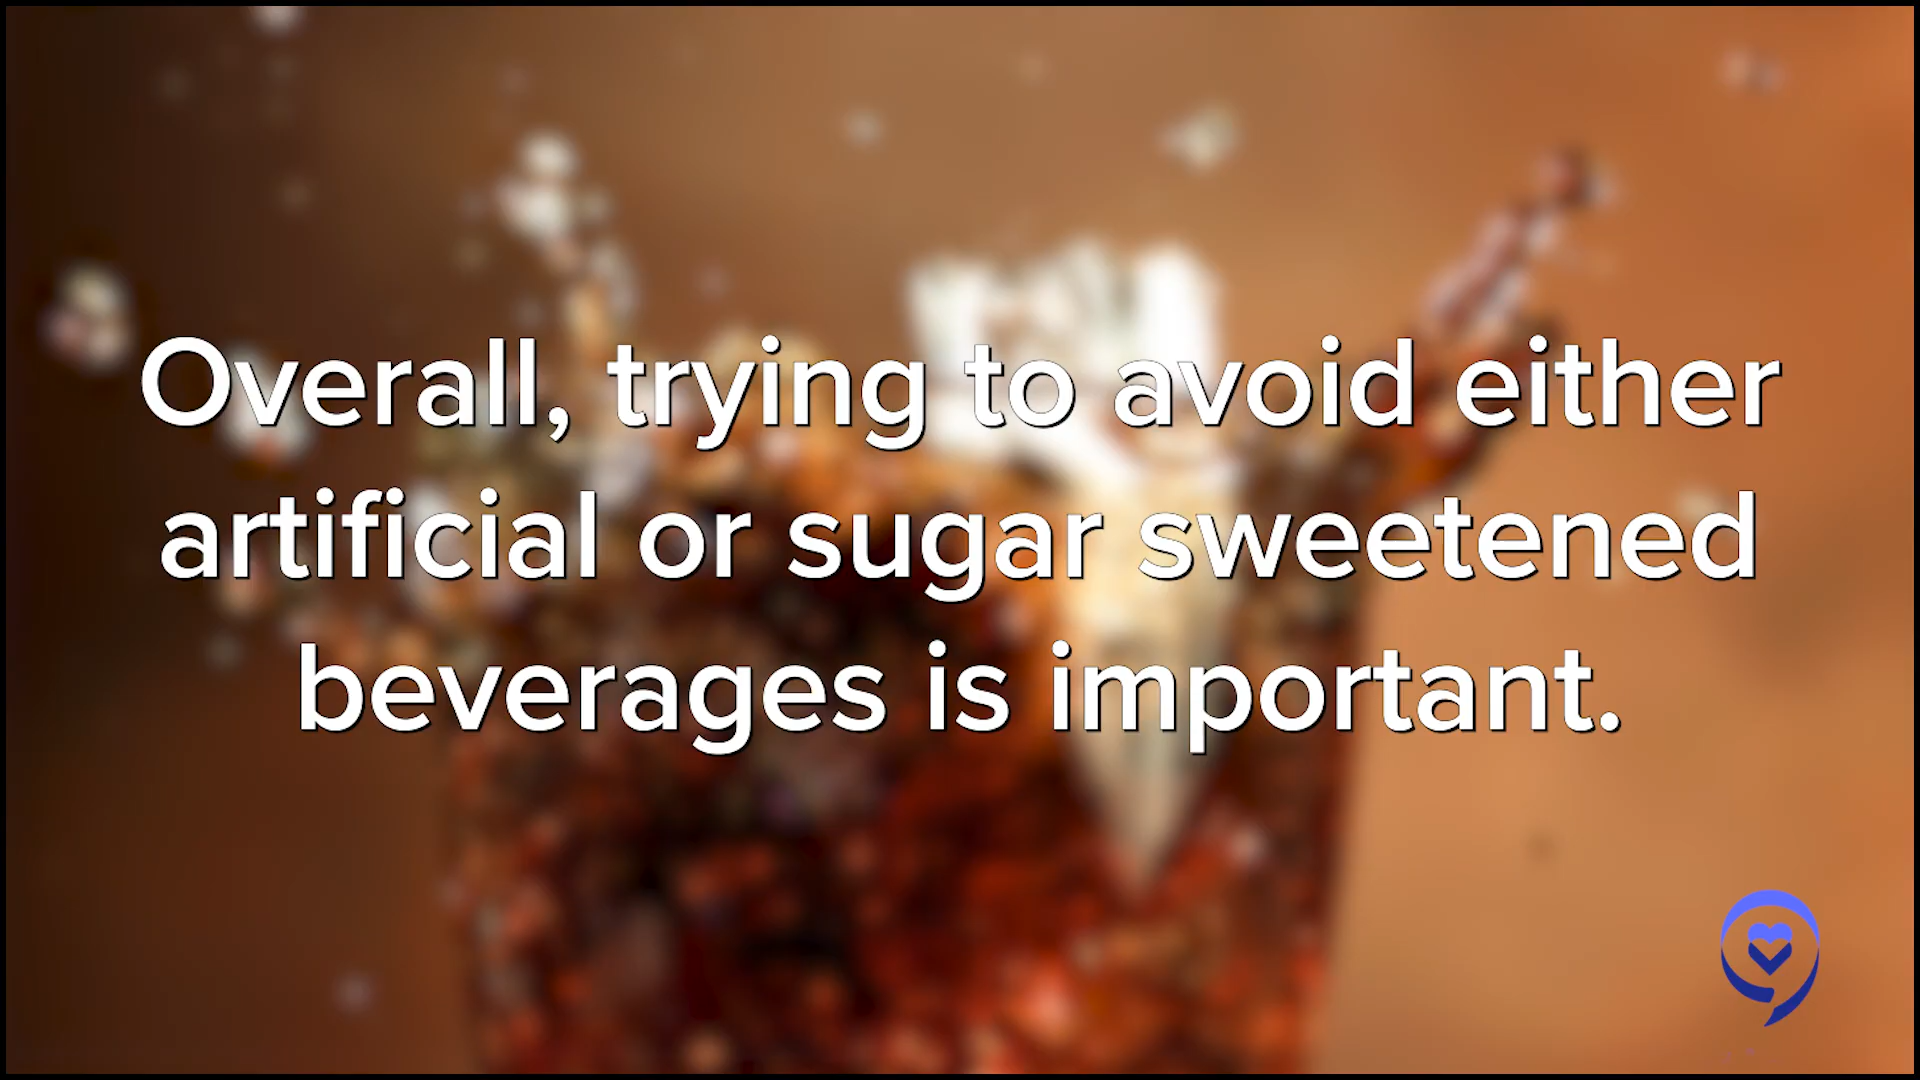 Overall, trying to avoid either
artificial or sugar sweetened
beverages is important.